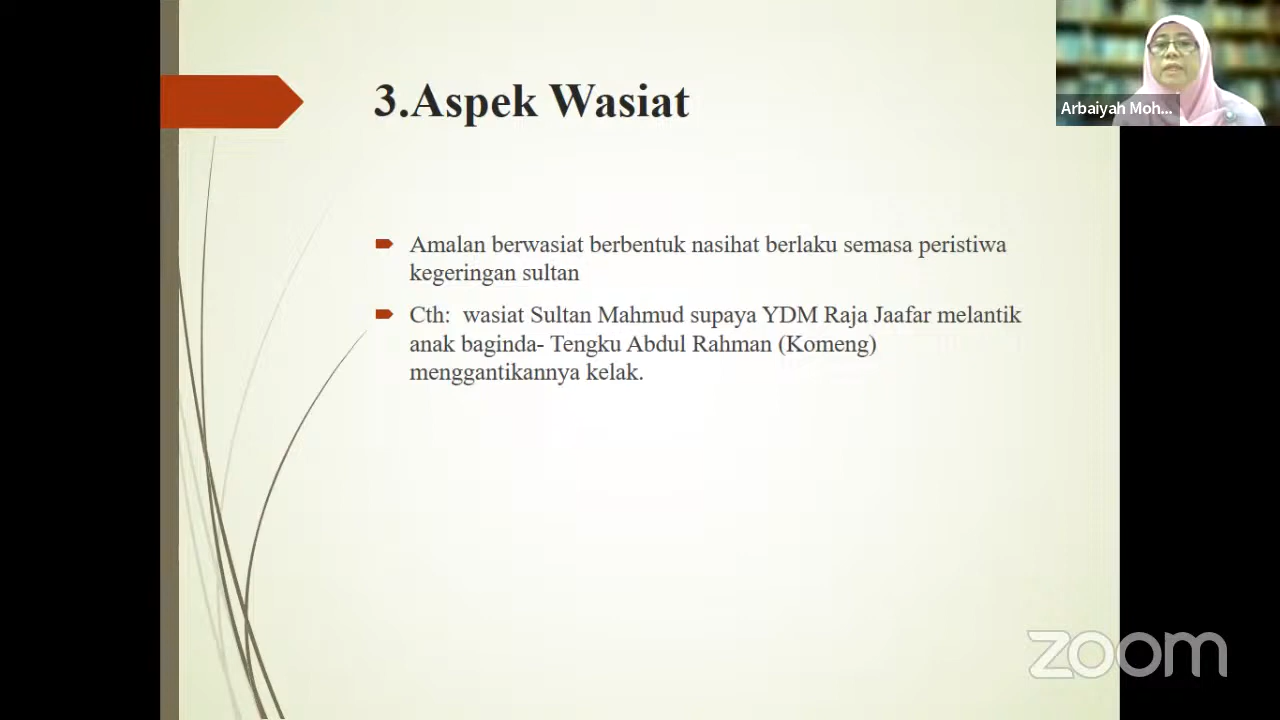 3.Aspek Wasiat
Arbaiyah Moh...
Amalan berwasiat berbentuk nasihat berlaku semasa peristiwa
kegeringan sultan
Cth:  wasiat Sultan Mahmud supaya YDM Raja Jaafar melantik
anak baginda- Tengku Abdul Rahman (Komeng)
menggantikannya kelak.
zoom